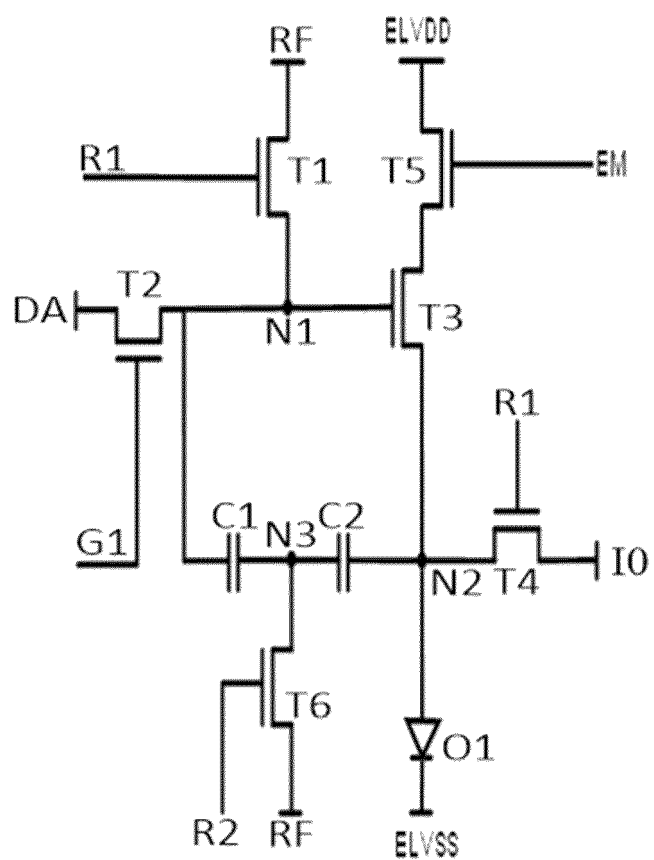 RF
ELVDD
R1
T1
T5
EM
DA
T2
N1
T3
R1
G1
C1
N3
C2
N2
T4
I0
T6
O1
R2
RF
ELVSS